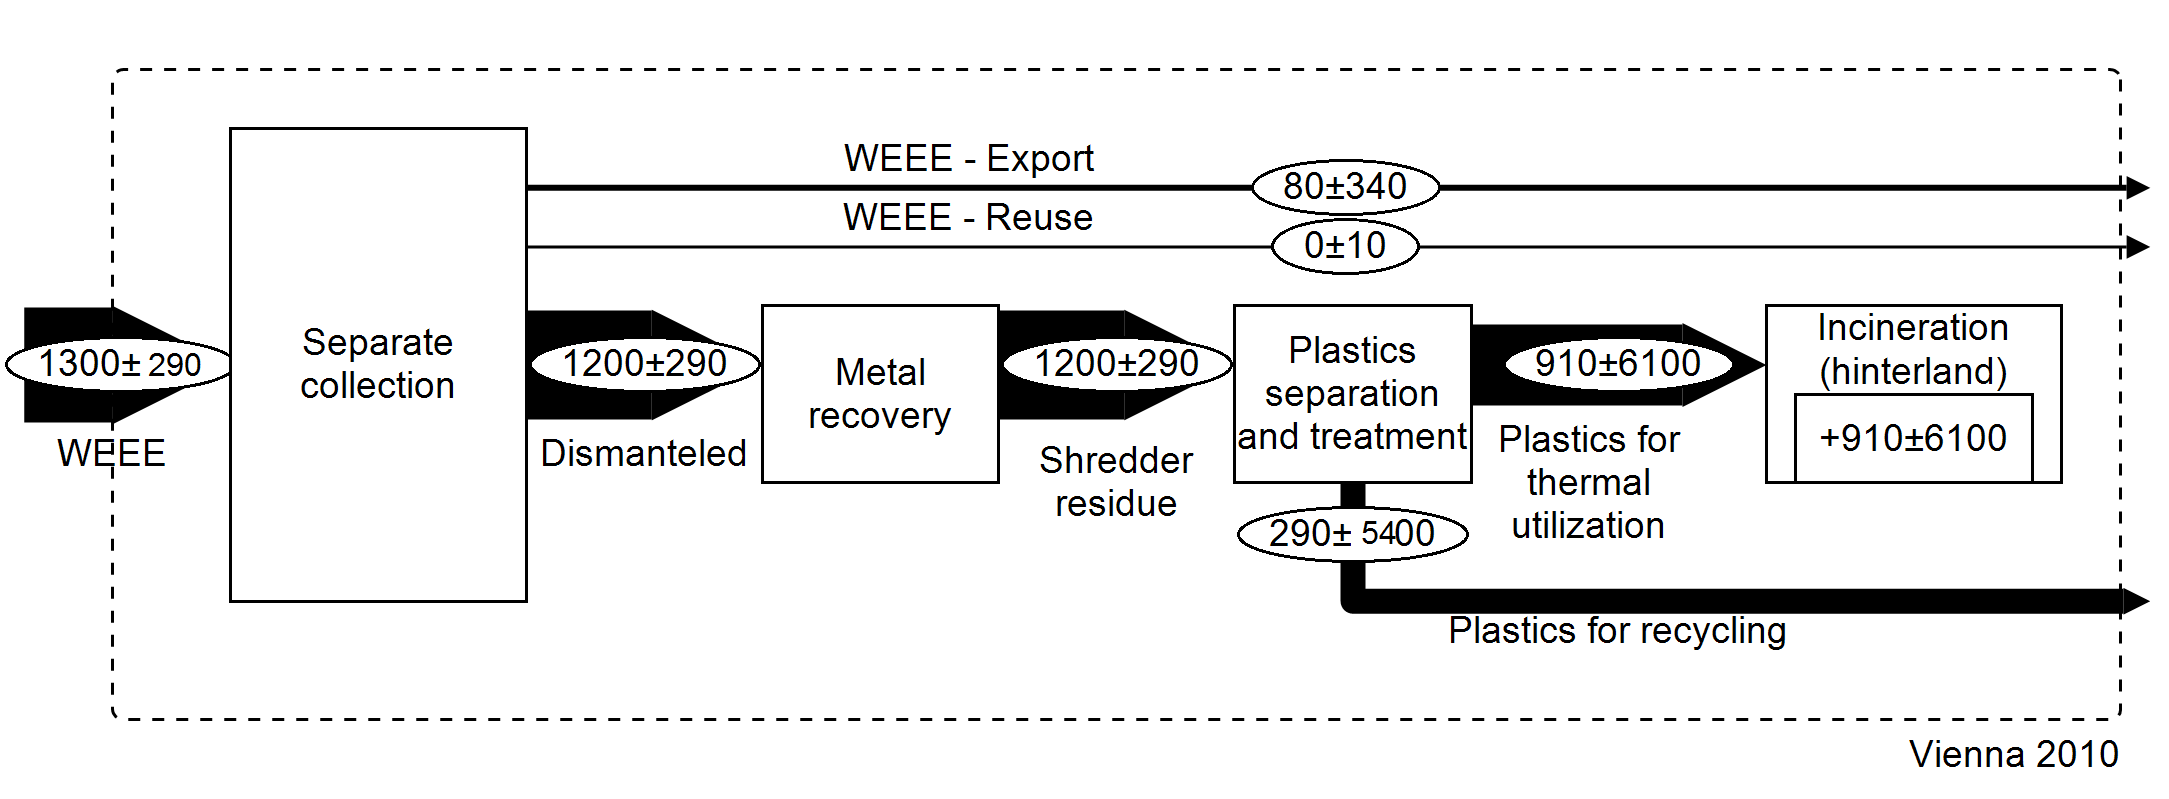 WEEE - Export
80±340
WEEE - Reuse
0±10
1300± 290
WEEE
Separate
collection
1200±290
Dismanteled
Metal
recovery
1200±290
Shredder
residue
Plastics
separation
and treatment
910±6100
Plastics for
thermal
utilization
Incineration
(hinterland)
+910±6100
290± 5400
Plastics for recycling
Vienna 2010